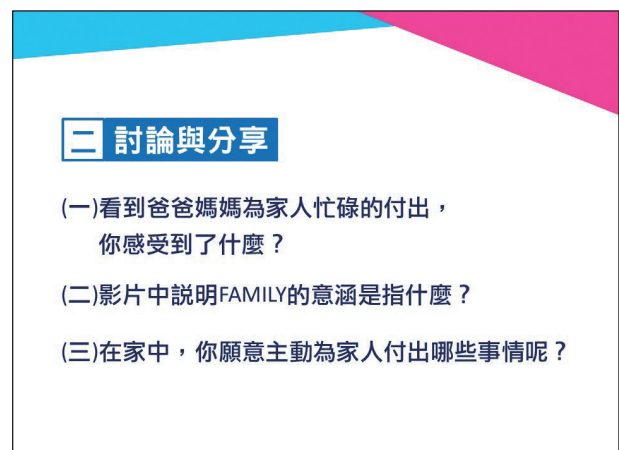 二 討論與分享
(一)看到爸爸媽媽為家人忙碌的付出，
你感受到了什麼？
(二)影片中說明FAMILY的意涵是指什麼？
(三)在家中，你願意主動為家人付出哪些事情呢？